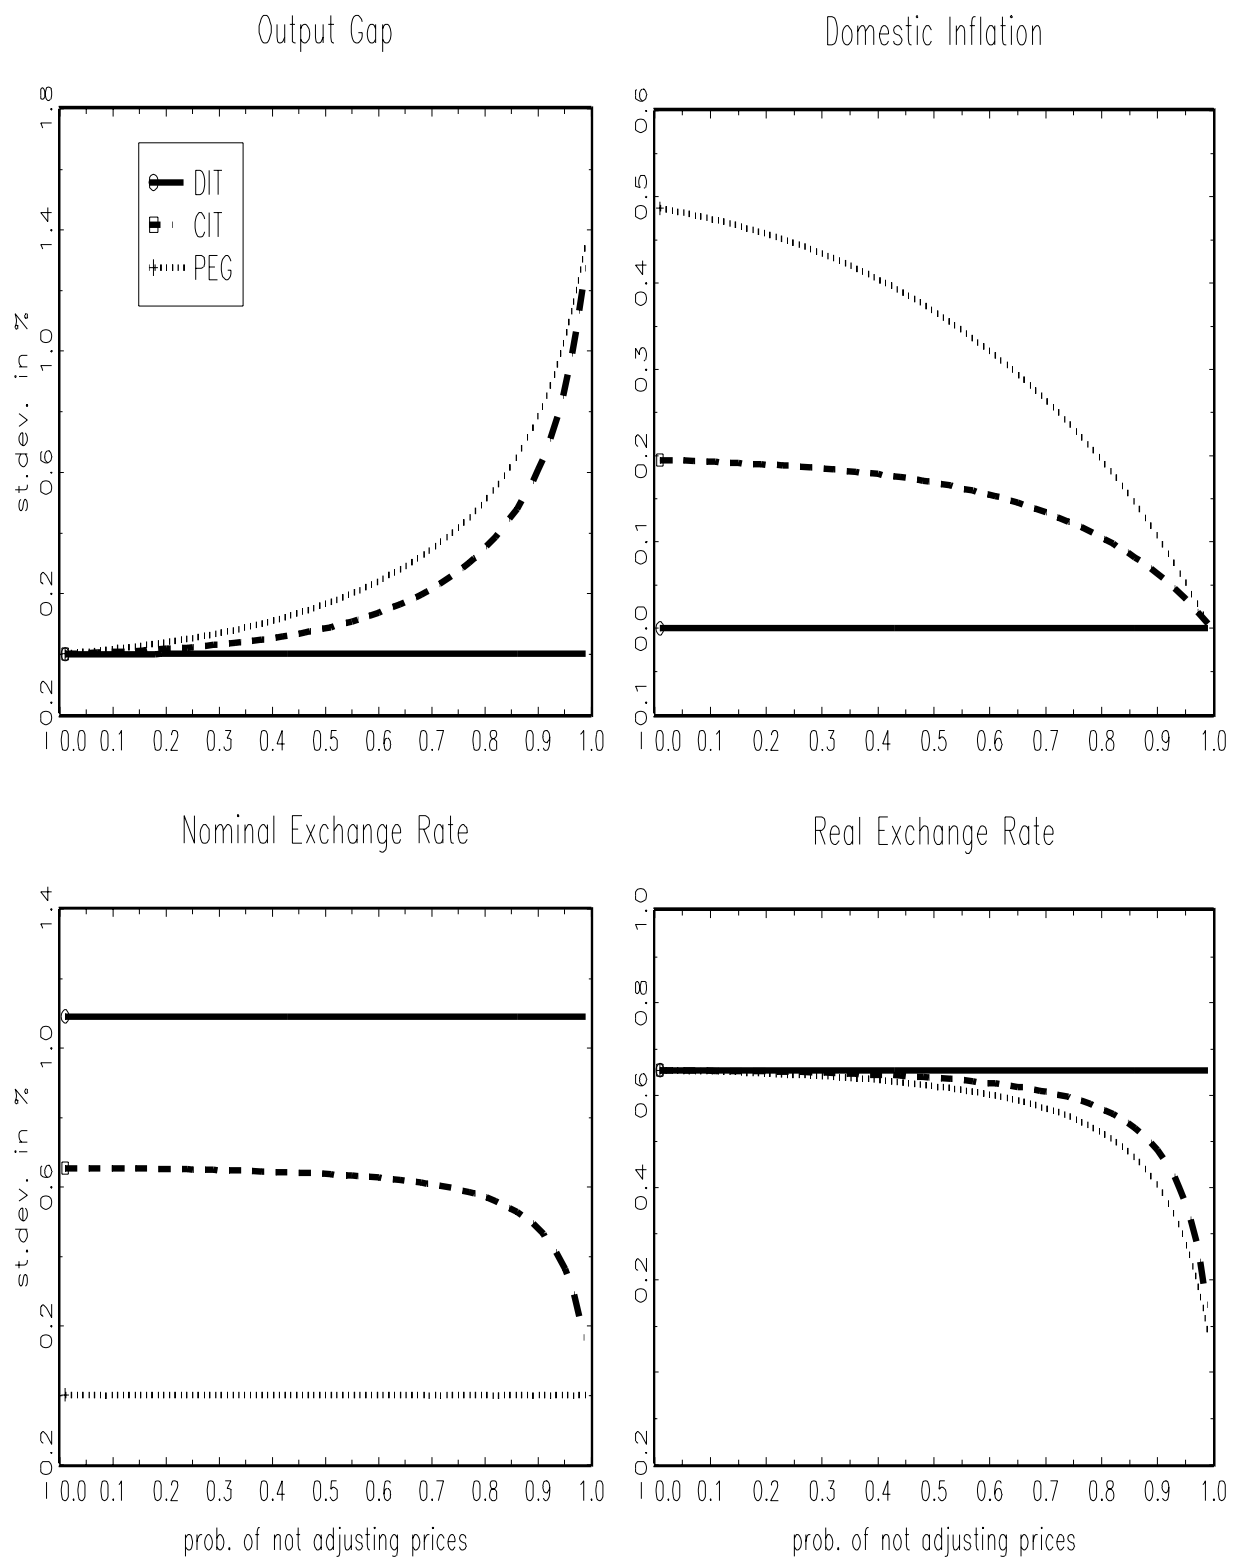 Output Gap
st.dev. in %
1.8
1.4
1.0
0.6
0.2
-0.2
DIT
CIT
PEG
0.0 0.1 0.2 0.3 0.4 0.5 0.6 0.7 0.8 0.9 1.0
Domestic Inflation
0.6
0.5
0.4
0.3
0.2
0.1
0.0
-0.1
0.0 0.1 0.2 0.3 0.4 0.5 0.6 0.7 0.8 0.9 1.0
Nominal Exchange Rate
st.dev. in %
1.4
1.0
0.6
0.2
-0.2
0.0 0.1 0.2 0.3 0.4 0.5 0.6 0.7 0.8 0.9 1.0
prob. of not adjusting prices
Real Exchange Rate
1.0
0.8
0.6
0.4
0.2
-0.2
0.0 0.1 0.2 0.3 0.4 0.5 0.6 0.7 0.8 0.9 1.0
prob. of not adjusting prices